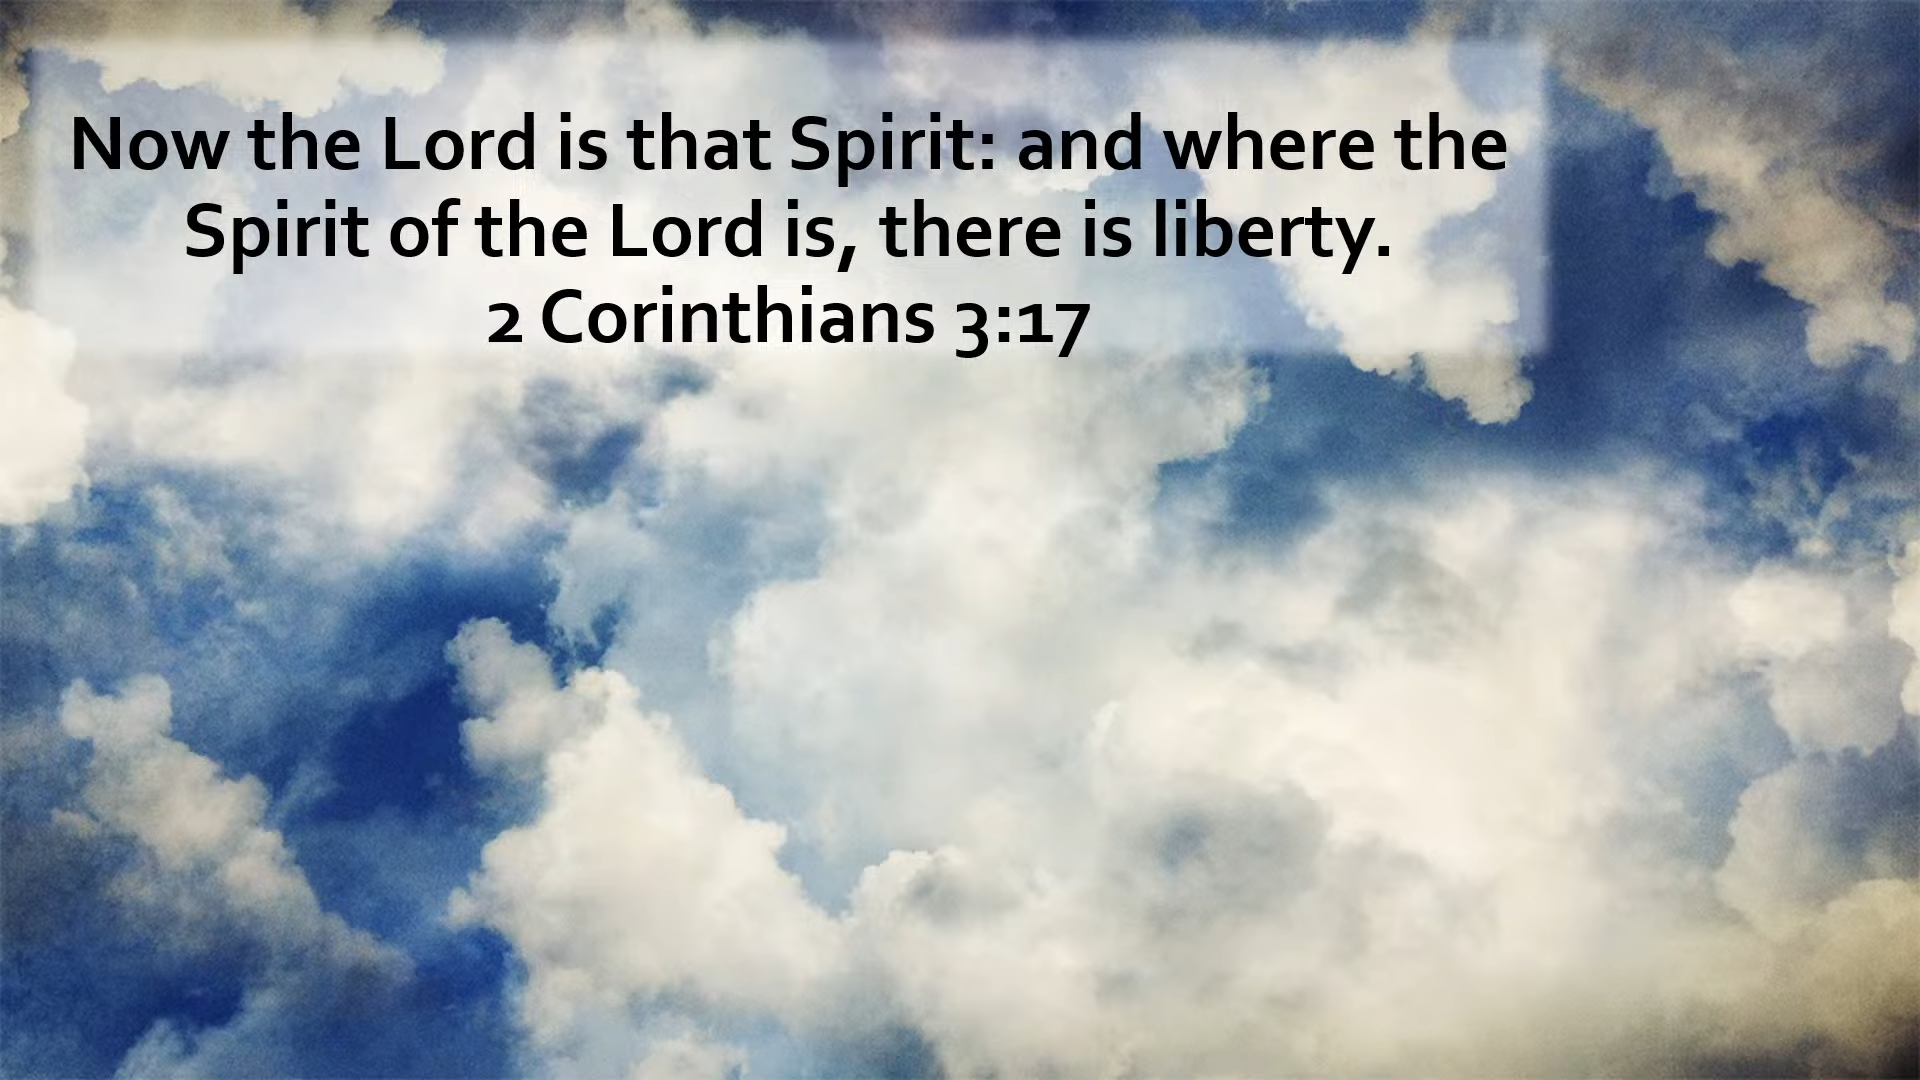 Now the Lord is that Spirit: and where the
Spirit of the Lord is, there is liberty.
2 Corinthians 3:17